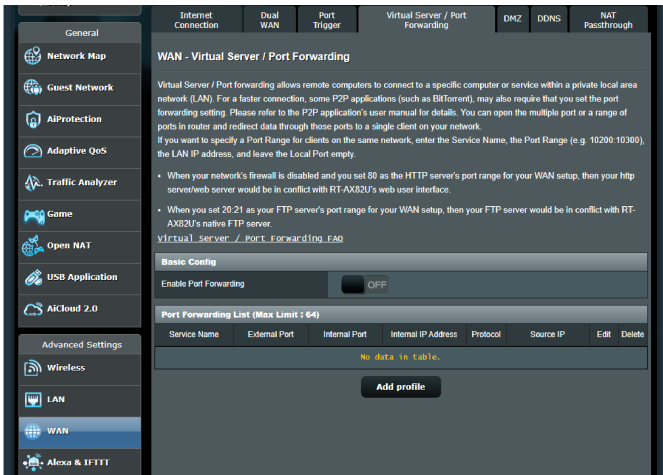 Internet Connection
Dual WAN
Port Trigger
Virtual Server / Port Forwarding
DMZ
DDNS
NAT Passthrough
General
Network Map
Guest Network
AiProtection
Adaptive QoS
Traffic Analyzer
Game
Open NAT
USB Application
AiCloud 2.0
Advanced Settings
Wireless
LAN
WAN
Alexa & IFTTT
WAN - Virtual Server / Port Forwarding
Virtual Server / Port forwarding allows remote computers to connect to a specific computer or service within a private local area
network (LAN). For a faster connection, some P2P applications (such as BitTorrent), may also require that you set the port
forwarding setting. Please refer to the P2P application's user manual for details. You can open the multiple port or a range of
ports in router and redirect data through those ports to a single client on your network.
If you want to specify a Port Range for clients on the same network, enter the Service Name, the Port Range (e.g. 10200:10300),
the LAN IP address, and leave the Local Port empty.
• When your network's firewall is disabled and you set 80 as the HTTP server's port range for your WAN setup, then your http
server/web server would be in conflict with RT-AX82U's web user interface.
• When you set 20:21 as your FTP server's port range for your WAN setup, then your FTP server would be in conflict with RT-
AX82U's native FTP server.
Virtual Server / Port Forwarding FAQ
Basic Config
Enable Port Forwarding
OFF
Port Forwarding List (Max Limit : 64)
Service Name External Port Internal Port Internal IP Address Protocol Source IP Edit Delete
No data in table.
Add profile